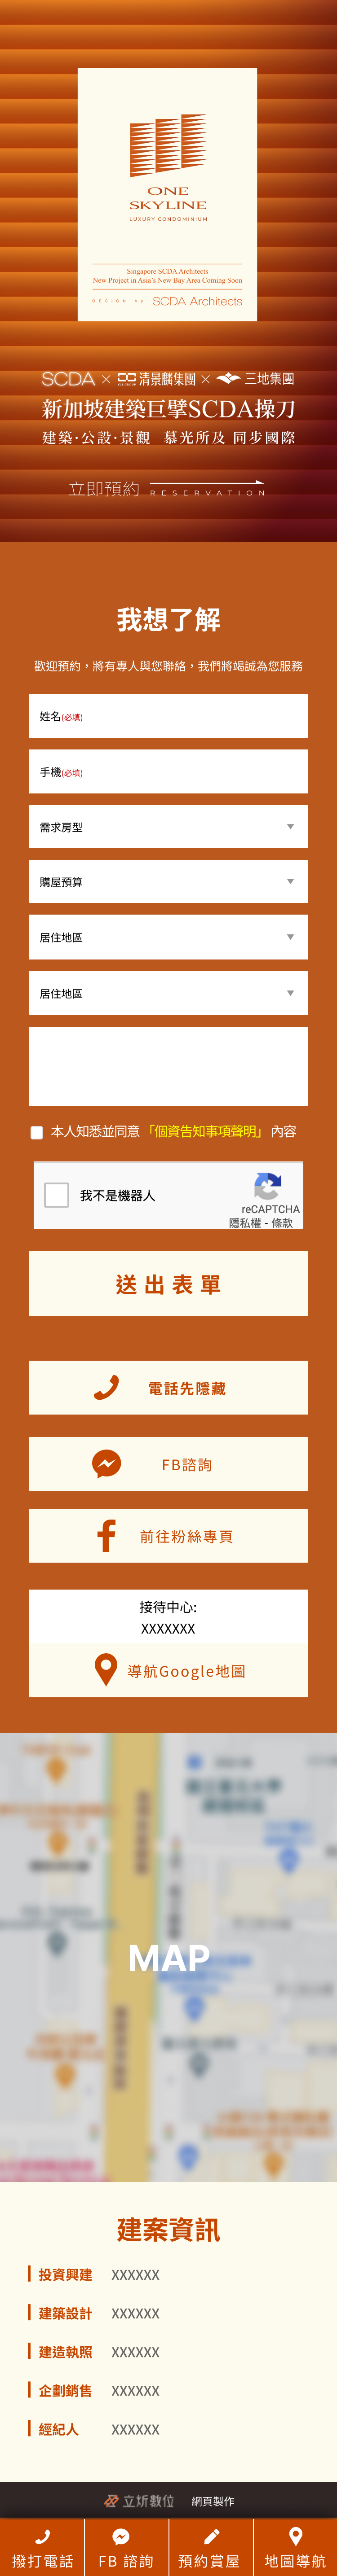 ONE
SKYLINE
LUXURY CONDOMINIUM
Singapore SCDA Architects
New Project in Asia's New Bay Area Coming Soon
DESIGN by SCDA Architects
SCDA × 清景麟集團 × 三地集團
新加坡建築巨擘SCDA操刀
建築·公設·景觀 慕光所及 同步國際
立即預約 RESERVATION
我想了解
歡迎預約，將有專人與您聯絡，我們將竭誠為您服務
姓名(必填)
手機(必填)
需求房型
購屋預算
居住地區
居住地區
本人知悉並同意「個資告知事項聲明」內容
我不是機器人
reCAPTCHA
隱私權 - 條款
送出表單
電話先隱藏
FB諮詢
前往粉絲專頁
接待中心:
XXXXXXX
導航Google地圖
MAP
建案資訊
投資興建 XXXXXX
建築設計 XXXXXX
建造執照 XXXXXX
企劃銷售 XXXXXX
經紀人 XXXXXX
立炘數位 網頁製作
撥打電話 FB 諮詢 預約賞屋 地圖導航